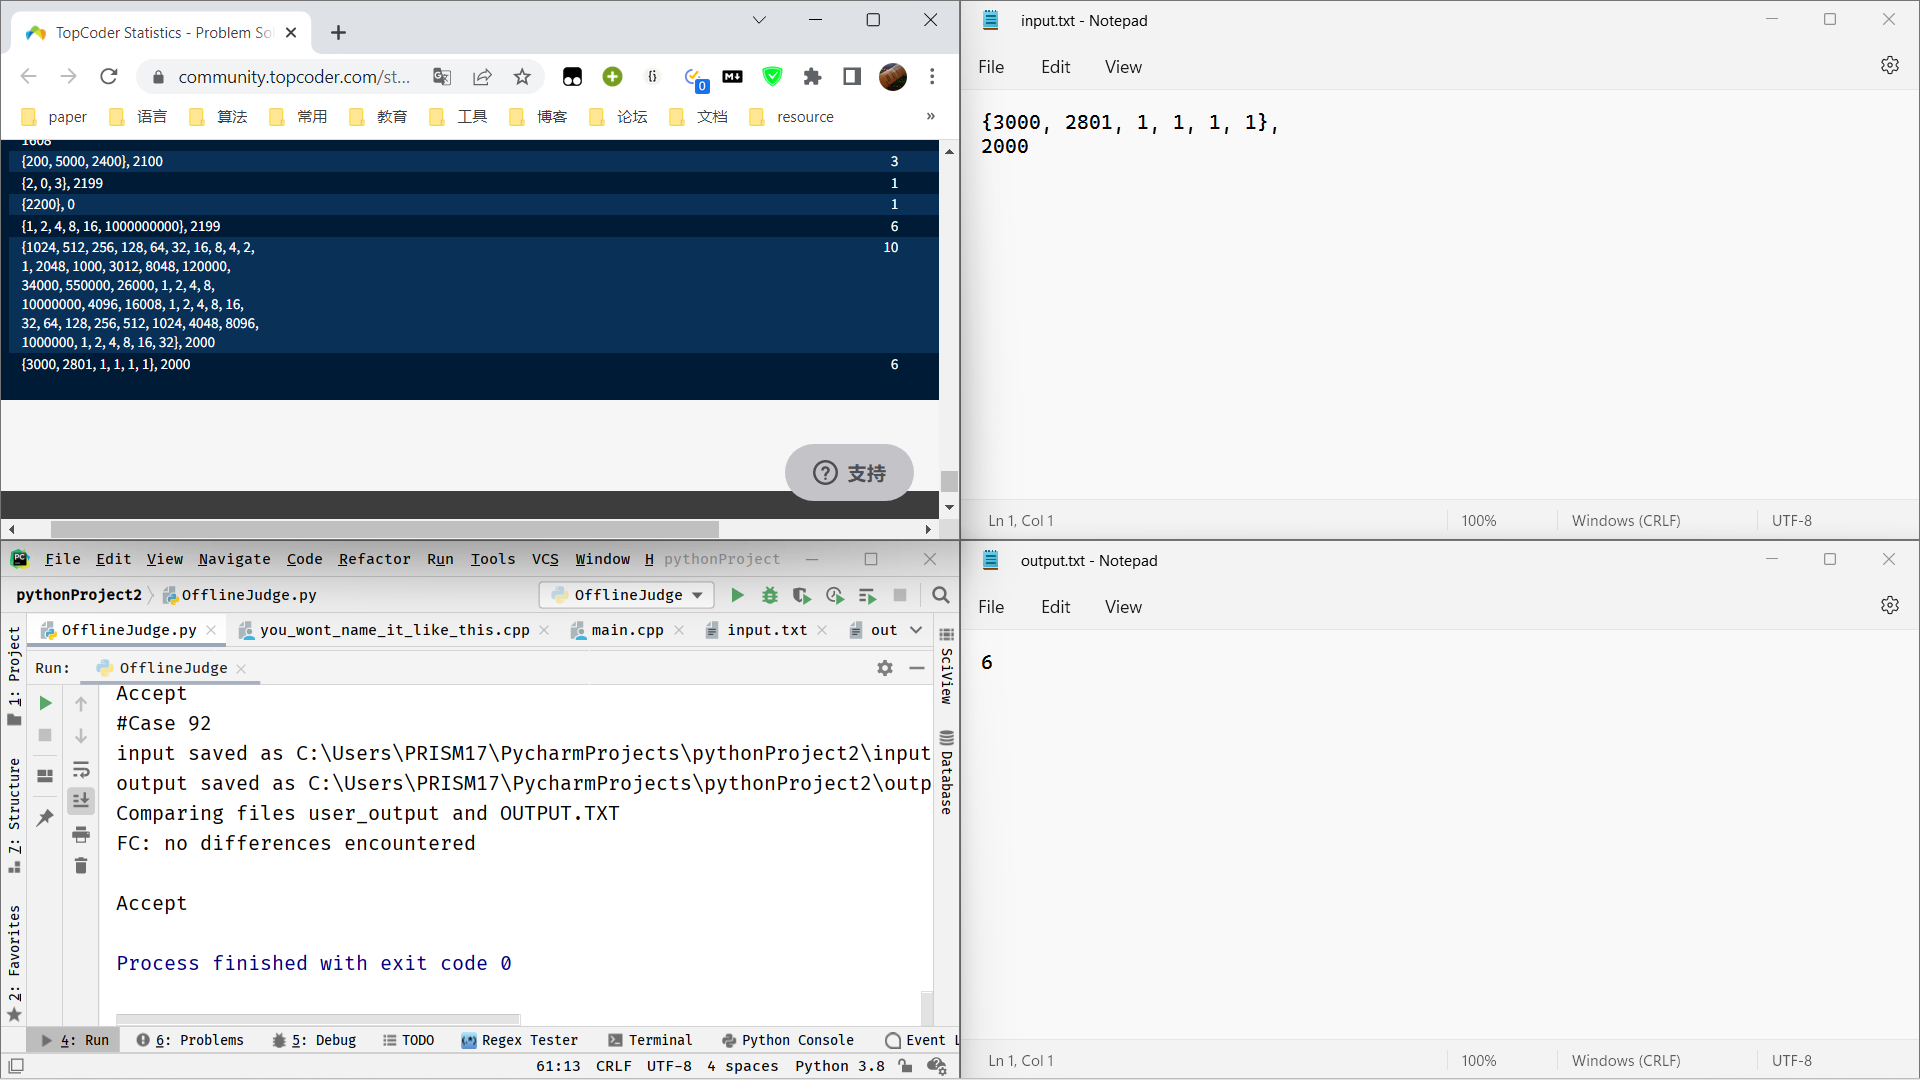 TopCoder Statistics - Problem So
community.topcoder.com/st...
0
paper 语言 算法 常用 教育 工具 博客 论坛 文档 resource »
1608
{200, 5000, 2400}, 2100 3
{2, 0, 3}, 2199 1
{2200}, 0 1
{1, 2, 4, 8, 16, 1000000000}, 2199 6
{1024, 512, 256, 128, 64, 32, 16, 8, 4, 2, 10
1, 2048, 1000, 3012, 8048, 120000,
34000, 550000, 26000, 1, 2, 4, 8,
10000000, 4096, 16008, 1, 2, 4, 8, 16,
32, 64, 128, 256, 512, 1024, 4048, 8096,
1000000, 1, 2, 4, 8, 16, 32}, 2000
{3000, 2801, 1, 1, 1, 1}, 2000 6
支持
input.txt - Notepad
File Edit View
{3000, 2801, 1, 1, 1, 1},
2000
Ln 1, Col 1 100% Windows (CRLF) UTF-8
PC File Edit View Navigate Code Refactor Run Tools VCS Window H pythonProject
pythonProject2 OfflineJudge.py OfflineJudge
OfflineJudge.py you_wont_name_it_like_this.cpp main.cpp input.txt out
Run: OfflineJudge
1: Project
7: Structure
2: Favorites
SciView
Database
Accept
#Case 92
input saved as C:\Users\PRISM17\PycharmProjects\pythonProject2\input
output saved as C:\Users\PRISM17\PycharmProjects\pythonProject2\outp
Comparing files user_output and OUTPUT.TXT
FC: no differences encountered
Accept
Process finished with exit code 0
4: Run 6: Problems 5: Debug TODO Regex Tester Terminal Python Console Event L
61:13 CRLF UTF-8 4 spaces Python 3.8
output.txt - Notepad
File Edit View
6
Ln 1, Col 1 100% Windows (CRLF) UTF-8